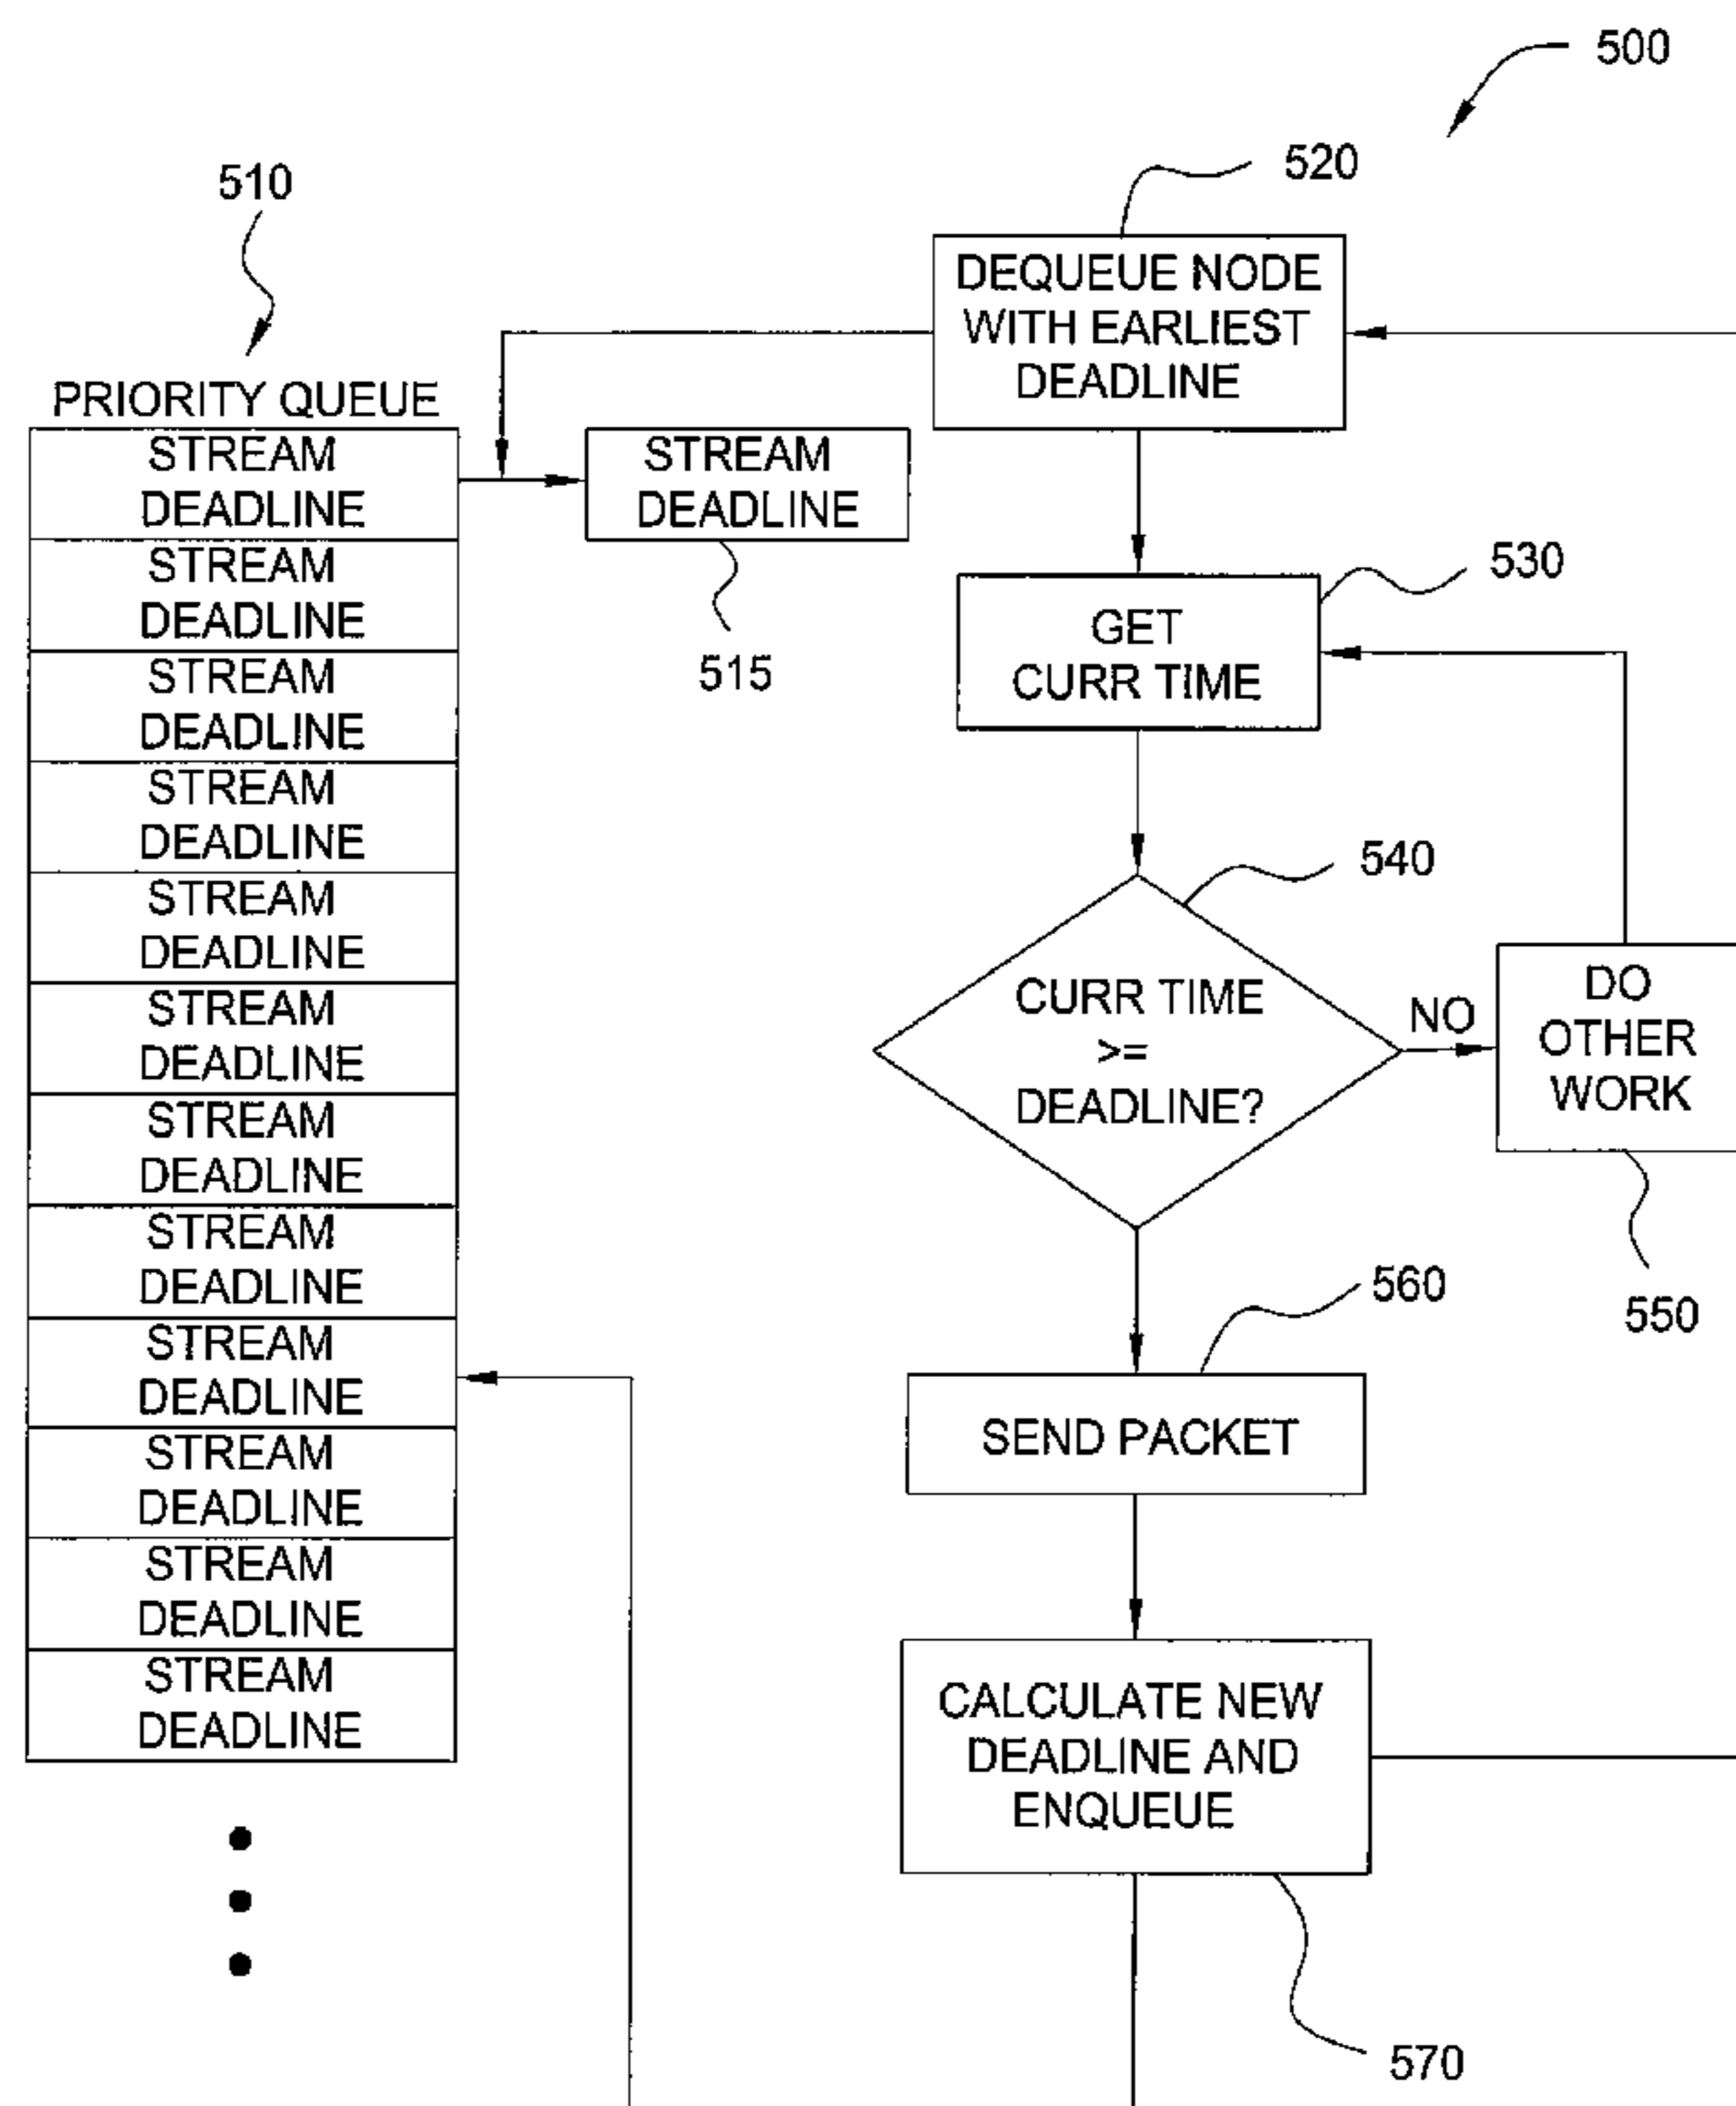 500
520
510
DEQUEUE NODE
WITH EARLIEST
DEADLINE
PRIORITY QUEUE
STREAM
DEADLINE
STREAM
DEADLINE
STREAM
DEADLINE
STREAM
DEADLINE
STREAM
DEADLINE
STREAM
DEADLINE
STREAM
DEADLINE
STREAM
DEADLINE
STREAM
DEADLINE
STREAM
DEADLINE
STREAM
DEADLINE
STREAM
DEADLINE
STREAM
DEADLINE
515
530
GET
CURR TIME
540
CURR TIME
>=
DEADLINE?
NO
DO
OTHER
WORK
550
560
SEND PACKET
CALCULATE NEW
DEADLINE AND
ENQUEUE
570